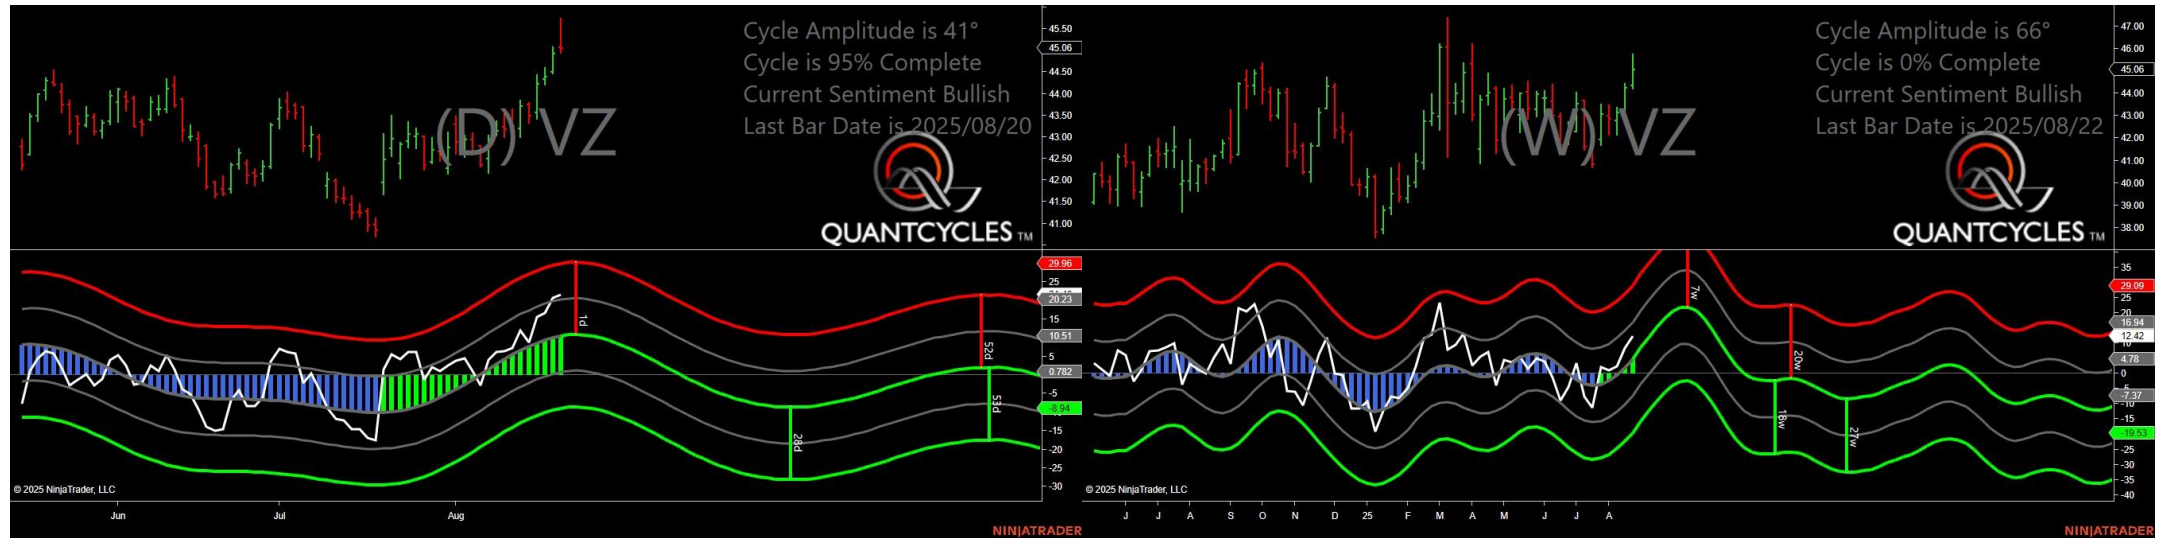 Cycle Amplitude is 41°
Cycle is 95% Complete
Current Sentiment Bullish
Last Bar Date is 2025/08/20
(D) VZ
QUANTCYCLES TM
45.50
45.06
44.50
44.00
43.50
43.00
42.50
42.00
41.50
41.00
29.96
25
20.23
15
10.51
5
0.782
-5
-8.94
-15
-20
-25
-30
1d
28d
52d
53d
© 2025 NinjaTrader, LLC
Jun
Jul
Aug
NINJATRADER
Cycle Amplitude is 66°
Cycle is 0% Complete
Current Sentiment Bullish
Last Bar Date is 2025/08/22
(W) VZ
QUANTCYCLES TM
47.00
46.00
45.06
44.00
43.00
42.00
41.00
40.00
39.00
38.00
35
29.09
25
20
16.94
12.42
10
4.78
0
-5
-7.37
-10
-15
-19.53
-25
-30
-35
-40
7w
20w
18w
27w
© 2025 NinjaTrader, LLC
J
J
A
S
O
N
D
25
F
M
A
M
J
J
A
NINJATRADER